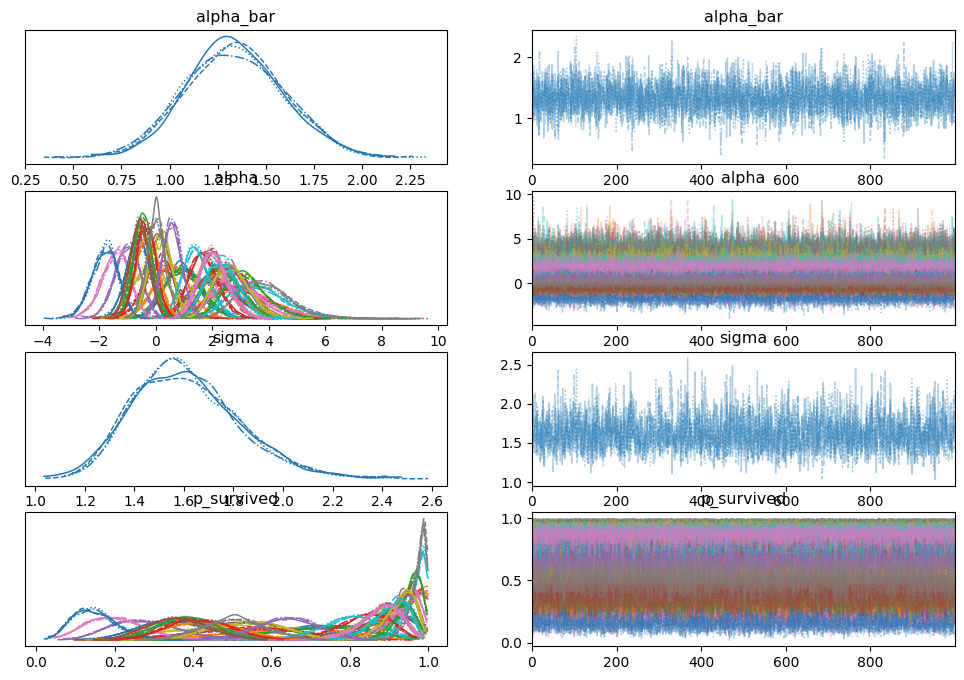 alpha_bar alpha_bar
2
1
0.25 0.50 0.75 1.00 1.25 1.50 1.75 2.00 2.25 0 200 400 600 800
alpha alpha
10
5
0
−4 −2 0 2 4 6 8 10 0 200 400 600 800
sigma sigma
2.5
2.0
1.5
1.0
1.0 1.2 1.4 1.6 1.8 2.0 2.2 2.4 2.6 0 200 400 600 800
p_survived p_survived
1.0
0.5
0.0
0.0 0.2 0.4 0.6 0.8 1.0 0 200 400 600 800